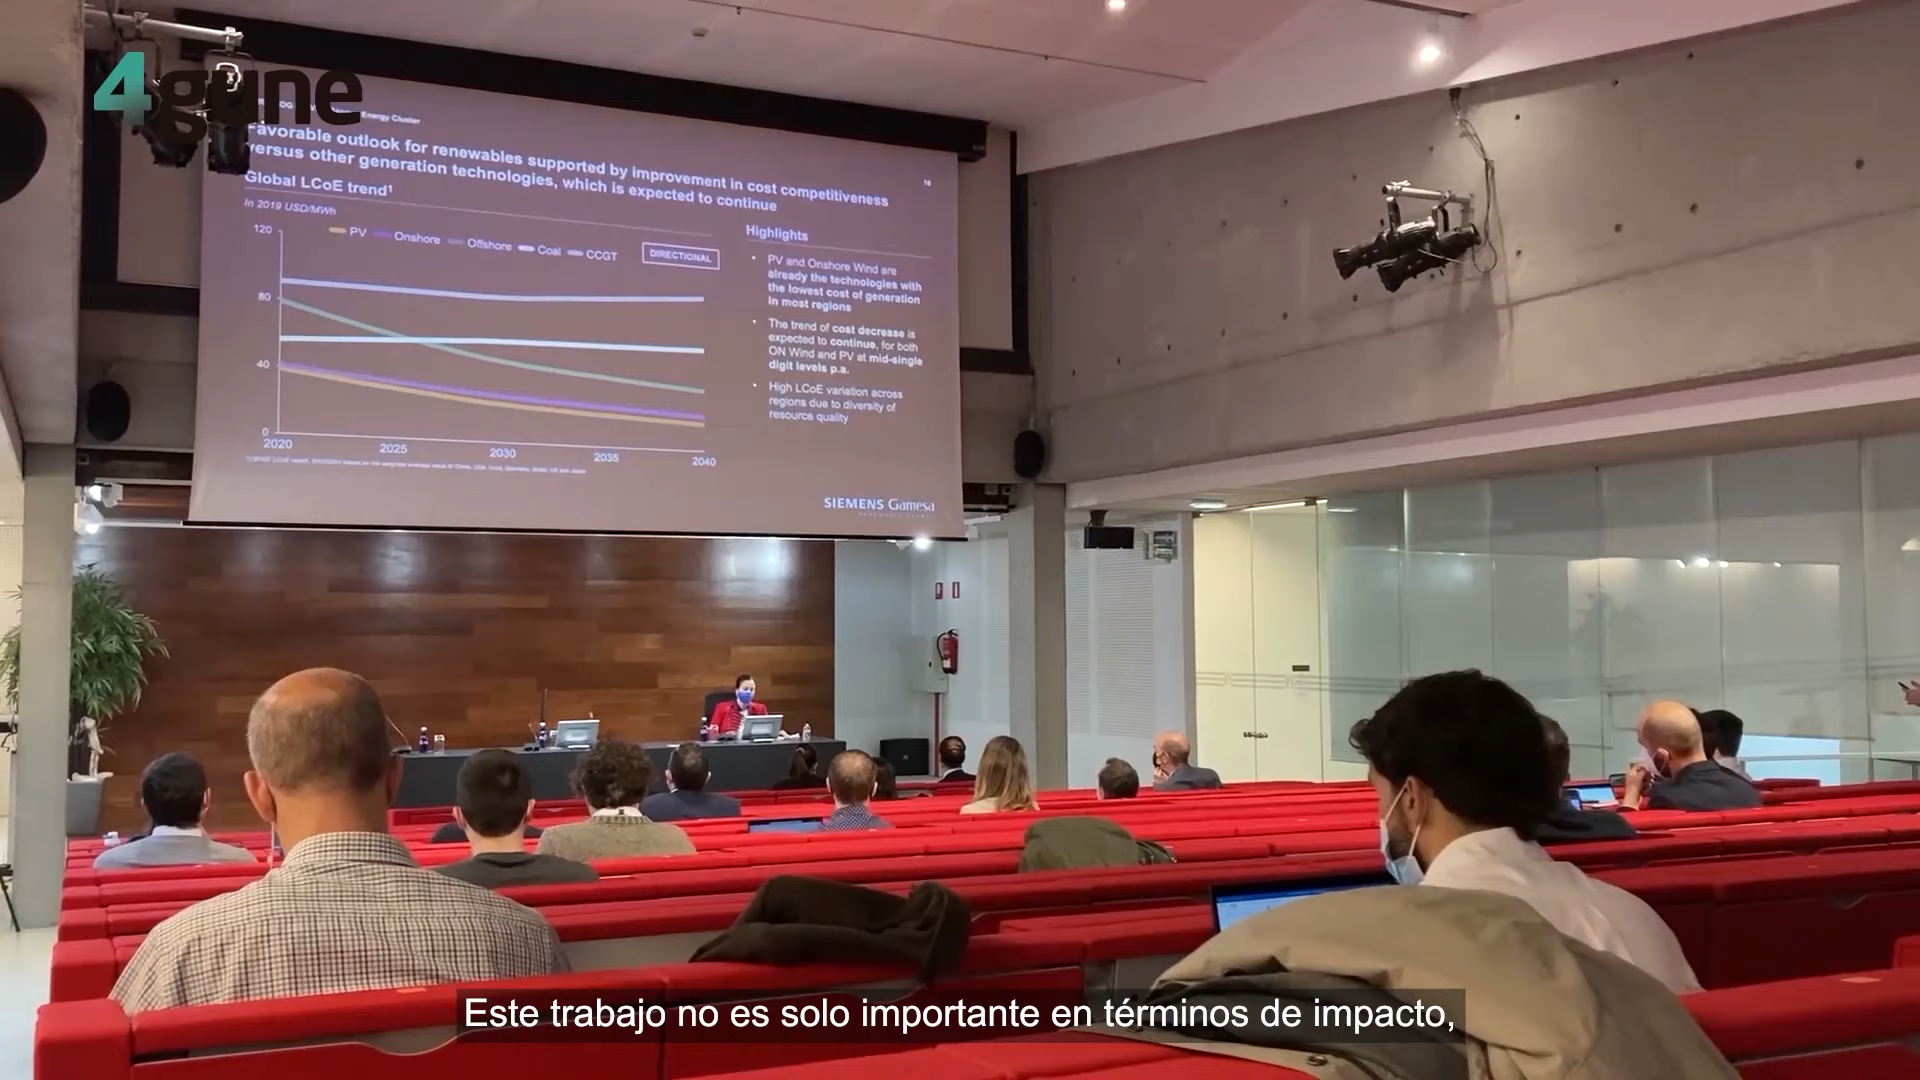 4gune
Energy Cluster
Favorable outlook for renewables supported by improvement in cost competitiveness
versus other generation technologies, which is expected to continue
16
Global LCoE trend¹
In 2019 USD/MWh
PV Onshore Offshore Coal CCGT
DIRECTIONAL
120
80
40
0
2020 2025 2030 2035 2040
Highlights
• PV and Onshore Wind are
already the technologies with
the lowest cost of generation
in most regions
• The trend of cost decrease is
expected to continue, for both
ON Wind and PV at mid-single
digit levels p.a.
• High LCoE variation across
regions due to diversity of
resource quality
SIEMENS Gamesa
Este trabajo no es solo importante en términos de impacto,